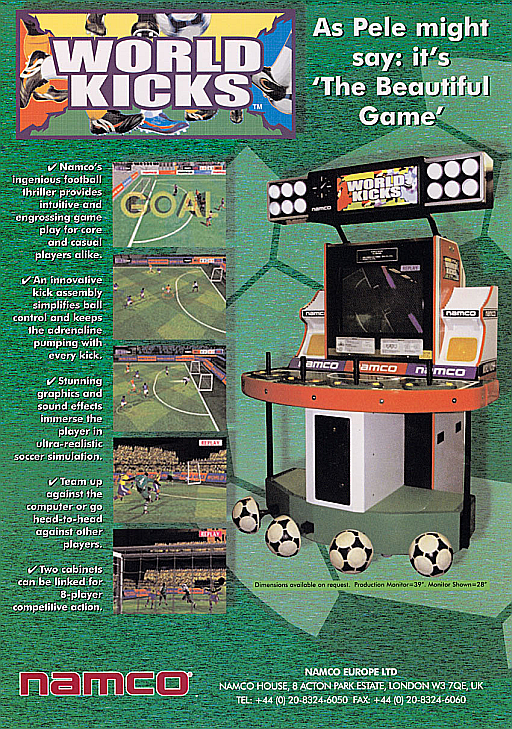 WORLD
KICKS™
As Pele might
say: it's
'The Beautiful
Game'
✔ Namco's
ingenious football
thriller provides
intuitive and
engrossing game
play for core
and casual
players alike.
✔ An innovative
kick assembly
simplifies ball
control and keeps
the adrenaline
pumping with
every kick.
✔ Stunning
graphics and
sound effects
immerse the
player in
ultra-realistic
soccer simulation.
✔ Team up
against the
computer or go
head-to-head
against other
players.
✔ Two cabinets
can be linked for
8-player
competitive action.
GOAL
REPLAY
REPLAY
WORLD
KICKS
namco
REPLAY
namco
namco
namco
namco
namco
Dimensions available on request. Production Monitor=39". Monitor Shown=28"
namco®
NAMCO EUROPE LTD
NAMCO HOUSE, 8 ACTON PARK ESTATE, LONDON W3 7QE, UK
TEL: +44 (0) 20-8324-6050 FAX: +44 (0) 20-8324-6060